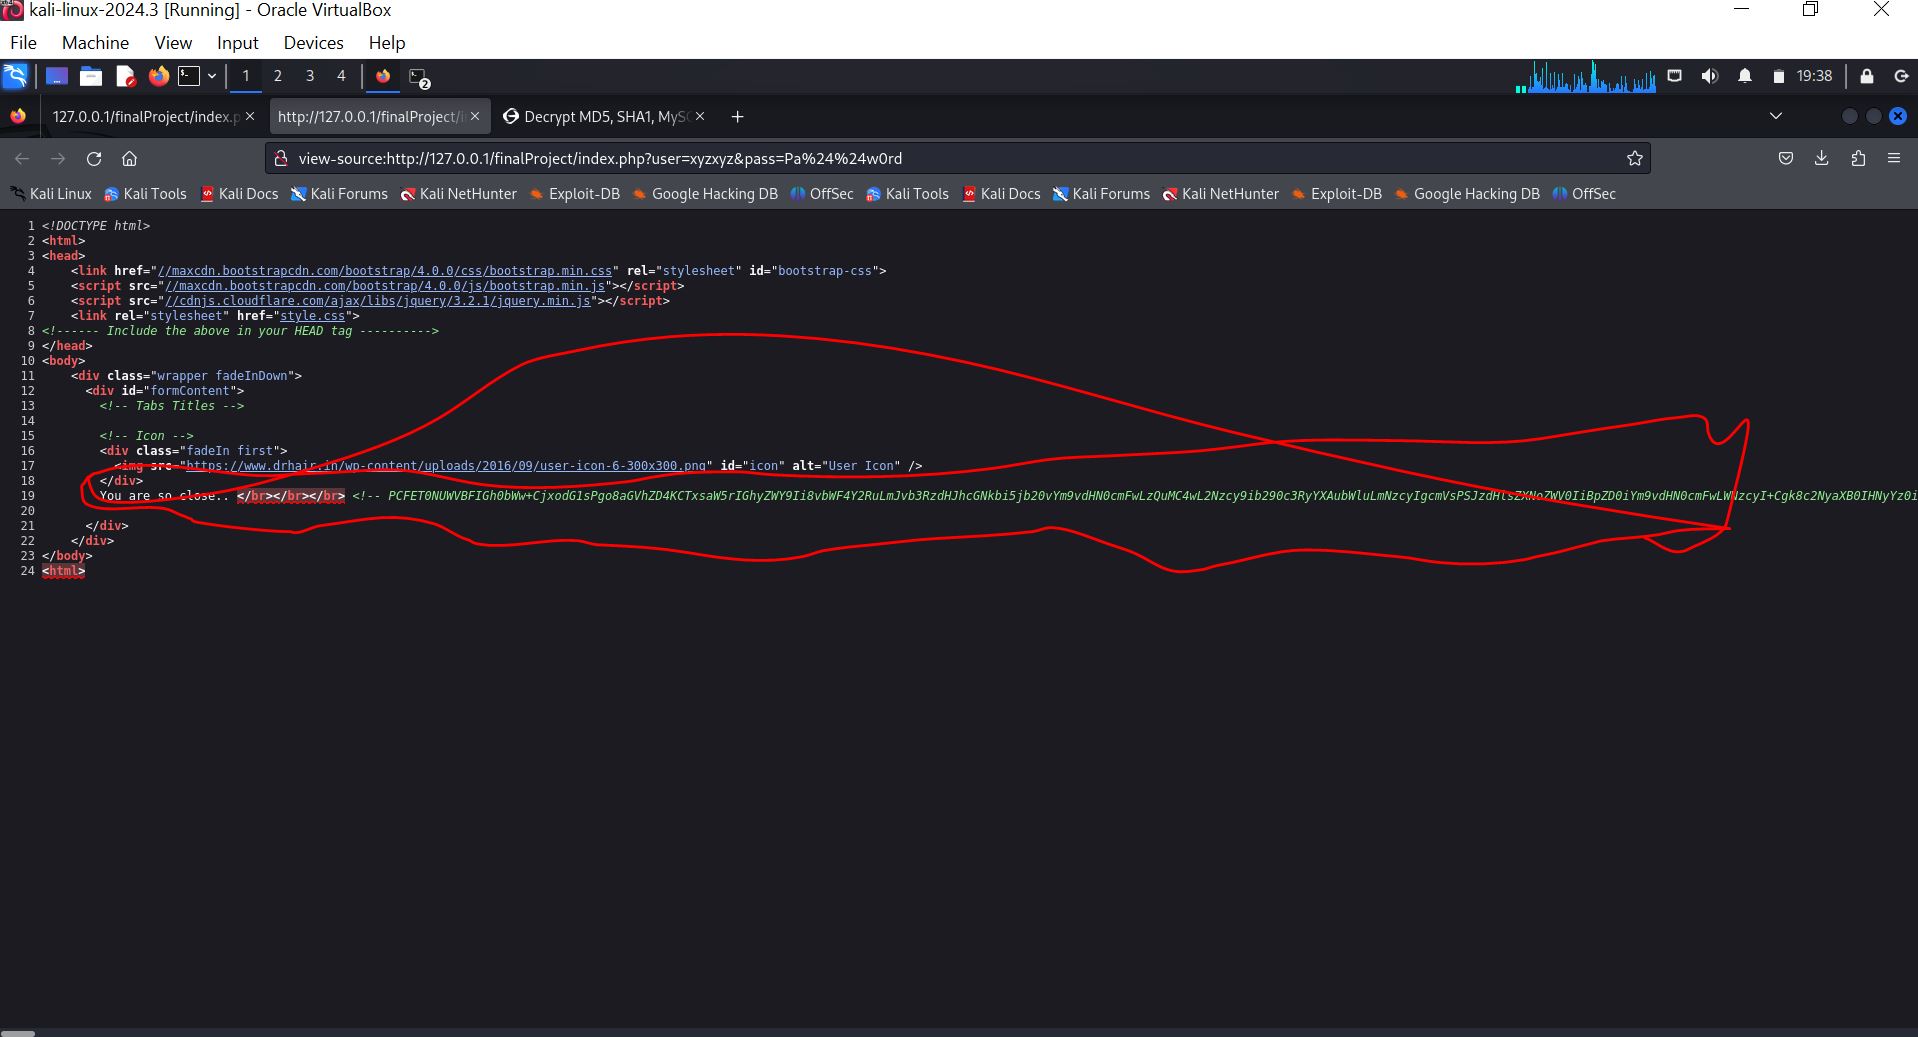 kali-linux-2024.3 [Running] - Oracle VirtualBox
File Machine View Input Devices Help
1 2 3 4 2 19:38
127.0.0.1/finalProject/index.p http://127.0.0.1/finalProject/i Decrypt MD5, SHA1, MySQ
view-source:http://127.0.0.1/finalProject/index.php?user=xyzxyz&pass=Pa%24%24w0rd
Kali Linux Kali Tools Kali Docs Kali Forums Kali NetHunter Exploit-DB Google Hacking DB OffSec Kali Tools Kali Docs Kali Forums Kali NetHunter Exploit-DB Google Hacking DB OffSec
1 <!DOCTYPE html>
2 <html>
3 <head>
4 <link href="//maxcdn.bootstrapcdn.com/bootstrap/4.0.0/css/bootstrap.min.css" rel="stylesheet" id="bootstrap-css">
5 <script src="//maxcdn.bootstrapcdn.com/bootstrap/4.0.0/js/bootstrap.min.js"></script>
6 <script src="//cdnjs.cloudflare.com/ajax/libs/jquery/3.2.1/jquery.min.js"></script>
7 <link rel="stylesheet" href="style.css">
8 <!------ Include the above in your HEAD tag ---------->
9 </head>
10 <body>
11 <div class="wrapper fadeInDown">
12 <div id="formContent">
13 <!-- Tabs Titles -->
14
15 <!-- Icon -->
16 <div class="fadeIn first">
17 <img src="https://www.drhair.in/wp-content/uploads/2016/09/user-icon-6-300x300.png" id="icon" alt="User Icon" />
18 </div>
19 You are so close.. </br></br></br> <!--
20
21 </div>
22 </div>
23 </body>
24 <html>